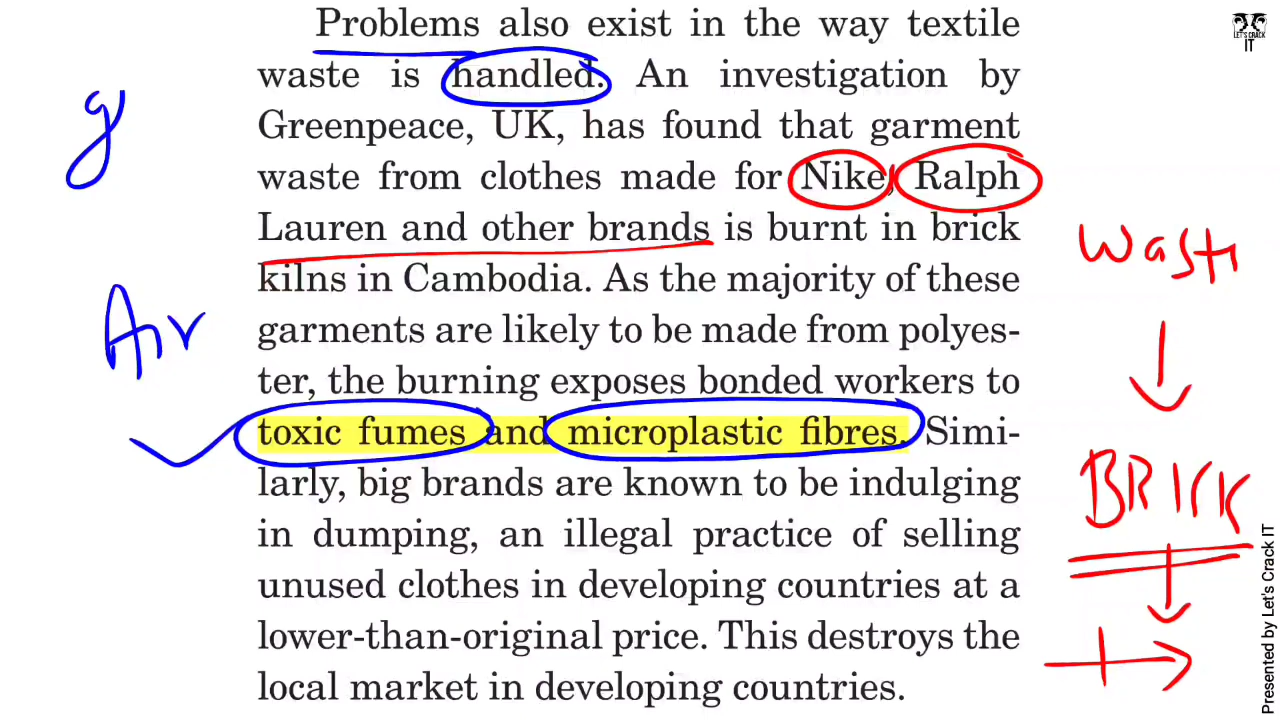 Problems also exist in the way textile
waste is handled. An investigation by
Greenpeace, UK, has found that garment
waste from clothes made for Nike, Ralph
Lauren and other brands is burnt in brick
kilns in Cambodia. As the majority of these
garments are likely to be made from polyes-
ter, the burning exposes bonded workers to
toxic fumes and microplastic fibres. Simi-
larly, big brands are known to be indulging
in dumping, an illegal practice of selling
unused clothes in developing countries at a
lower-than-original price. This destroys the
local market in developing countries.
Air
Waste
BRICK
LET'S CRACK
IT
Presented by Let's Crack IT